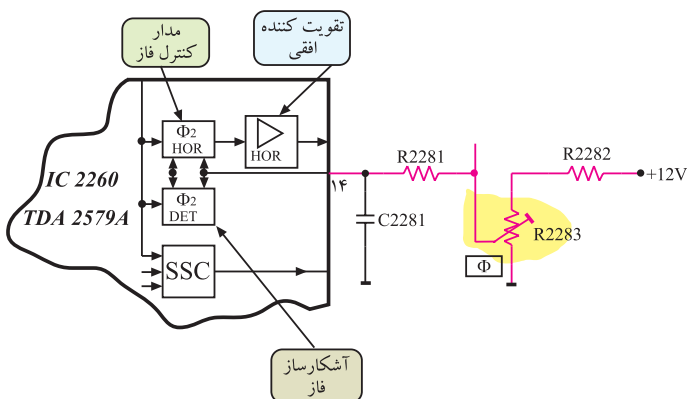 مدار
کنترل فاز
تقویت کننده
افقی
Φ2
HOR
HOR
IC 2260
TDA 2579A
Φ2
DET
SSC
۱۴
R2281
R2282
+12V
C2281
R2283
Φ
آشکارساز
فاز